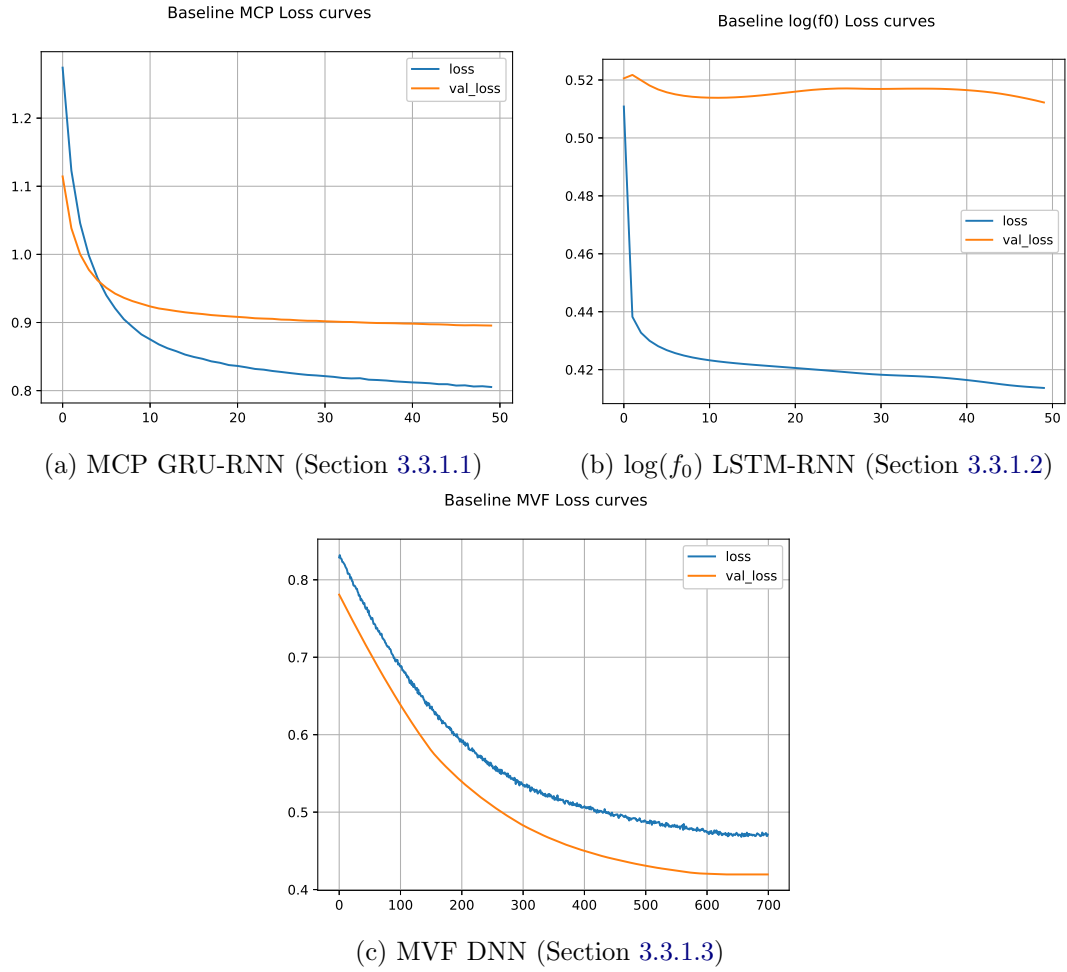 Baseline MCP Loss curves
loss
val_loss
1.2
1.1
1.0
0.9
0.8
0 10 20 30 40 50
(a) MCP GRU-RNN (Section 3.3.1.1)
Baseline log(f0) Loss curves
0.52
0.50
0.48
loss
val_loss
0.46
0.44
0.42
0 10 20 30 40 50
(b) log(f₀) LSTM-RNN (Section 3.3.1.2)
Baseline MVF Loss curves
loss
val_loss
0.8
0.7
0.6
0.5
0.4
0 100 200 300 400 500 600 700
(c) MVF DNN (Section 3.3.1.3)